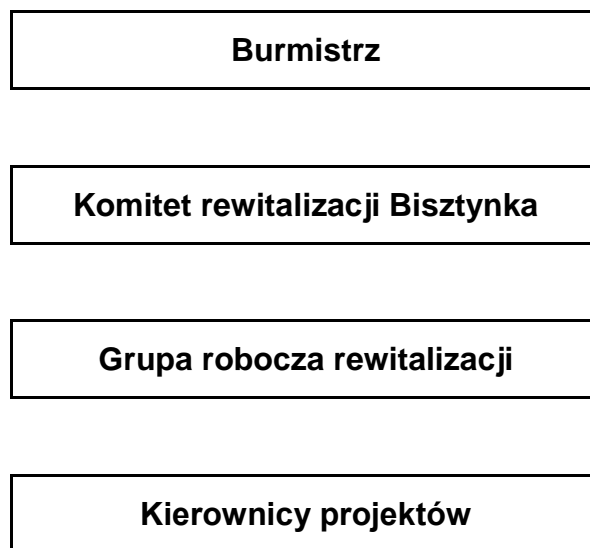 Burmistrz
Komitet rewitalizacji Bisztynka
Grupa robocza rewitalizacji
Kierownicy projektów